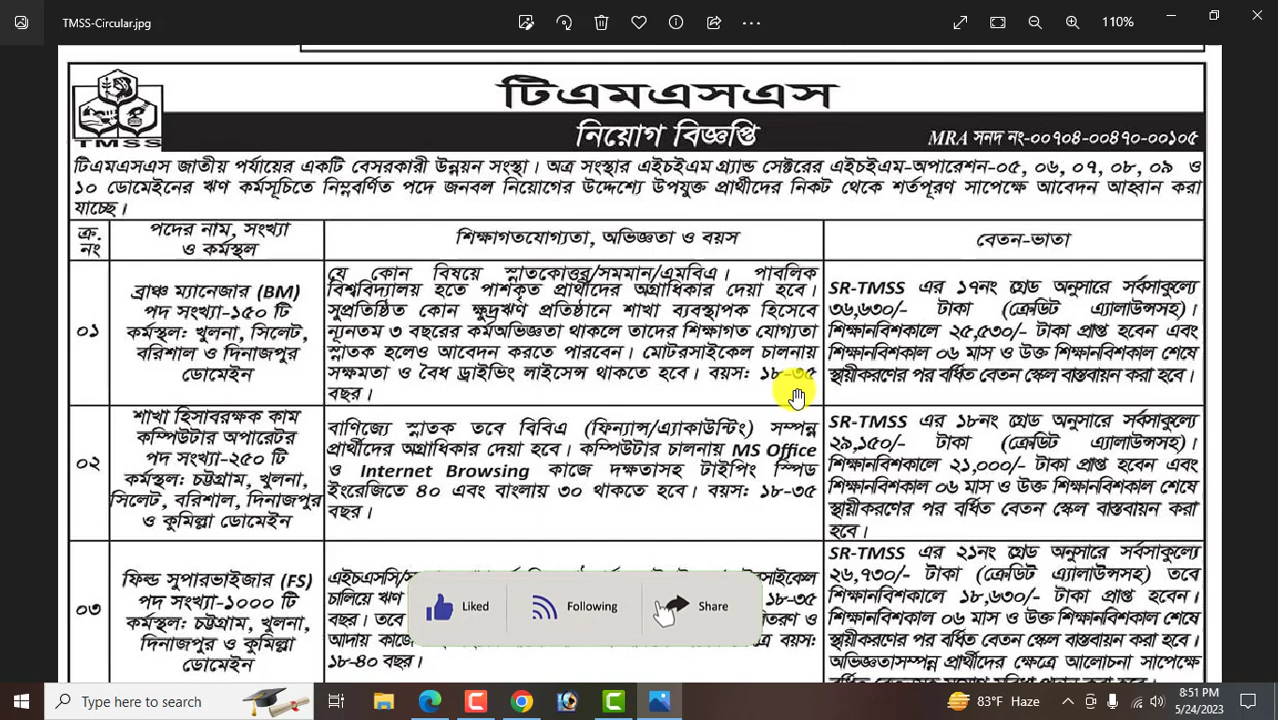 TMSS-Circular.jpg
110%
টিএমএসএস
TMSS
নিয়োগ বিজ্ঞপ্তি
MRA সনদ নং-০০৭০৪-০০৪৭০-০০১০৫
টিএমএসএস জাতীয় পর্যায়ের একটি বেসরকারী উন্নয়ন সংস্থা। অত্র সংস্থার এইচইএম গ্র্যান্ড সেক্টরের এইচইএম-অপারেশন-০৫, ০৬, ০৭, ০৮, ০৯ ও
১০ ডোমেইনের ঋণ কর্মসূচিতে নিম্নবর্ণিত পদে জনবল নিয়োগের উদ্দেশ্যে উপযুক্ত প্রার্থীদের নিকট থেকে শর্তপূরণ সাপেক্ষে আবেদন আহ্বান করা
যাচ্ছে।
ক্র.
নং
পদের নাম, সংখ্যা
ও কর্মস্থল
শিক্ষাগতযোগ্যতা, অভিজ্ঞতা ও বয়স
বেতন-ভাতা
০১
ব্রাঞ্চ ম্যানেজার (BM)
পদ সংখ্যা-১৫০ টি
কর্মস্থল: খুলনা, সিলেট,
বরিশাল ও দিনাজপুর
ডোমেইন
যে কোন বিষয়ে স্নাতকোত্তর/সমমান/এমবিএ। পাবলিক
বিশ্ববিদ্যালয় হতে পাশকৃত প্রার্থীদের অগ্রাধিকার দেয়া হবে।
সুপ্রতিষ্ঠিত কোন ক্ষুদ্রঋণ প্রতিষ্ঠানে শাখা ব্যবস্থাপক হিসেবে
ন্যূনতম ৩ বছরের কর্মঅভিজ্ঞতা থাকলে তাদের শিক্ষাগত যোগ্যতা
স্নাতক হলেও আবেদন করতে পারবেন। মোটরসাইকেল চালনায়
সক্ষমতা ও বৈধ ড্রাইভিং লাইসেন্স থাকতে হবে। বয়স: ১৮-৩৫
বছর।
SR-TMSS এর ১৭নং গ্রেড অনুসারে সর্বসাকুল্যে
৩৬,৬৩০/- টাকা (ক্রেডিট এ্যালাউন্সসহ)।
শিক্ষানবিশকালে ২৫,৫৩০/- টাকা প্রাপ্ত হবেন এবং
শিক্ষানবিশকাল ০৬ মাস ও উক্ত শিক্ষানবিশকাল শেষে
স্থায়ীকরণের পর বর্ধিত বেতন স্কেল বাস্তবায়ন করা হবে।
০২
শাখা হিসাবরক্ষক কাম
কম্পিউটার অপারেটর
পদ সংখ্যা-২৫০ টি
কর্মস্থল: চট্টগ্রাম, খুলনা,
সিলেট, বরিশাল, দিনাজপুর
ও কুমিল্লা ডোমেইন
বাণিজ্যে স্নাতক তবে বিবিএ (ফিন্যান্স/এ্যাকাউন্টিং) সম্পন্ন
প্রার্থীদের অগ্রাধিকার দেয়া হবে। কম্পিউটার চালনায় MS Office
ও Internet Browsing কাজে দক্ষতাসহ টাইপিং স্পিড
ইংরেজিতে ৪০ এবং বাংলায় ৩০ থাকতে হবে। বয়স: ১৮-৩৫
বছর।
SR-TMSS এর ১৮নং গ্রেড অনুসারে সর্বসাকুল্যে
২৯,১৫০/- টাকা (ক্রেডিট এ্যালাউন্সসহ)।
শিক্ষানবিশকালে ২১,০০০/- টাকা প্রাপ্ত হবেন এবং
শিক্ষানবিশকাল ০৬ মাস ও উক্ত শিক্ষানবিশকাল শেষে
স্থায়ীকরণের পর বর্ধিত বেতন স্কেল বাস্তবায়ন করা
হবে।
০৩
ফিল্ড সুপারভাইজার (FS)
পদ সংখ্যা-১০০০ টি
কর্মস্থল: চট্টগ্রাম, খুলনা,
দিনাজপুর ও কুমিল্লা
ডোমেইন
চালিয়ে ঋণ ১৮-৩৫
বছর। তবে ও
আদায় কাজে বয়স:
১৮-৪০ বছর।
SR-TMSS এর ২১নং গ্রেড অনুসারে সর্বসাকুল্যে
২৬,৭৩০/- টাকা (ক্রেডিট এ্যালাউন্সসহ) তবে
শিক্ষানবিশকালে ১৮,৬৩০/- টাকা প্রাপ্ত হবেন।
শিক্ষানবিশকাল ০৬ মাস ও উক্ত শিক্ষানবিশকাল শেষে
স্থায়ীকরণের পর বর্ধিত বেতন স্কেল বাস্তবায়ন করা হবে।
অভিজ্ঞতাসম্পন্ন প্রার্থীদের ক্ষেত্রে আলোচনা সাপেক্ষে
Liked
Following
Share
Type here to search
83°F Haze
8:51 PM
5/24/2023